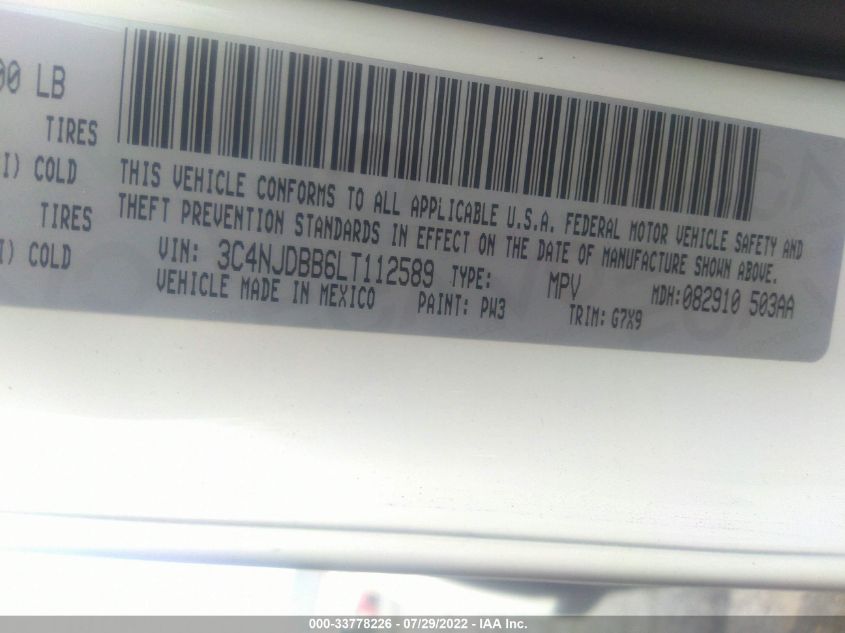 00 LB
TIRES
I) COLD
TIRES
I) COLD
THIS VEHICLE CONFORMS TO ALL APPLICABLE U.S.A. FEDERAL MOTOR VEHICLE SAFETY AND
THEFT PREVENTION STANDARDS IN EFFECT ON THE DATE OF MANUFACTURE SHOWN ABOVE.
VIN: 3C4NJDBB6LT112589 TYPE: MPV MDH:082910 503AA
VEHICLE MADE IN MEXICO PAINT: PW3 TRIM: G7X9
000-33778226 - 07/29/2022 - IAA Inc.